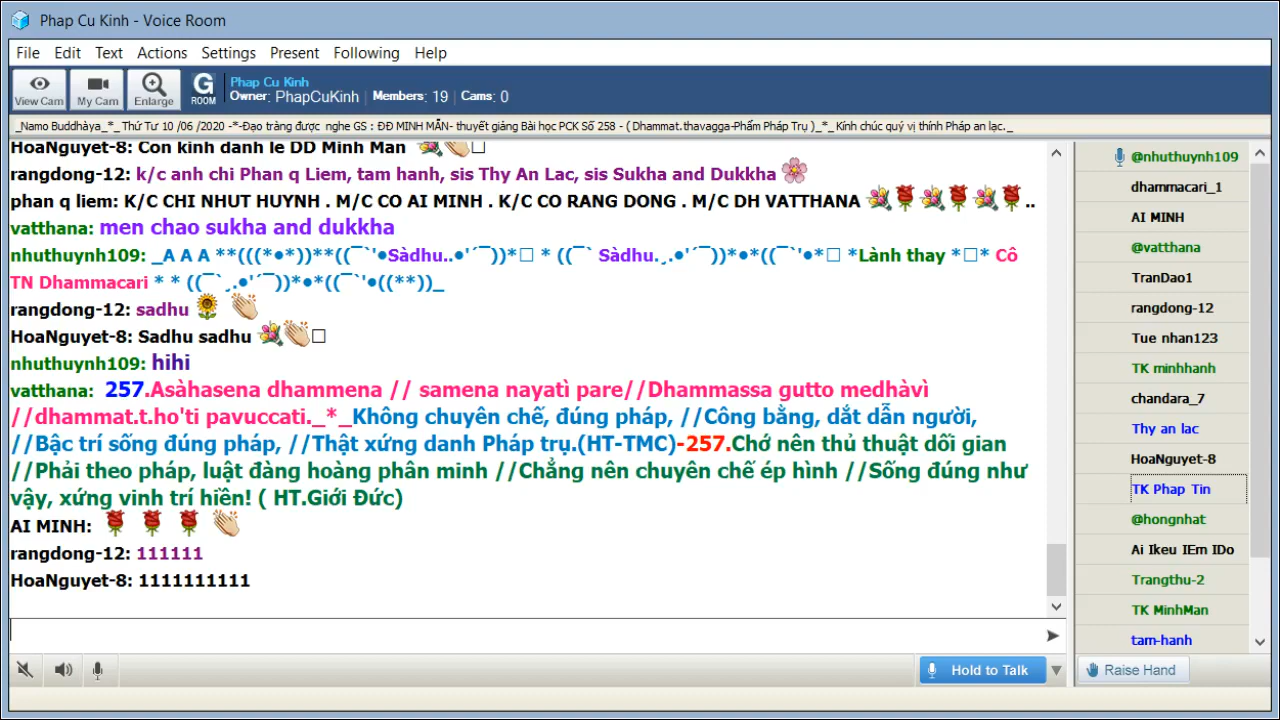 Phap Cu Kinh - Voice Room
File Edit Text Actions Settings Present Following Help
View Cam My Cam Enlarge G ROOM
Phap Cu Kinh
Owner: PhapCuKinh | Members: 19 | Cams: 0
_Namo Buddhàya_*_ Thứ Tư 10 /06 /2020 -*-Đạo tràng được nghe GS : ĐĐ MINH MẪN- thuyết giảng Bài học PCK Số 258 - ( Dhammat.thavagga-Phẩm Pháp Trụ )_*_ Kính chúc quý vị thính Pháp an lạc._
HoaNguyet-8: Con kinh danh le DD Minh Man
rangdong-12: k/c anh chi Phan q Liem, tam hanh, sis Thy An Lac, sis Sukha and Dukkha
phan q liem: K/C CHI NHUT HUYNH . M/C CO AI MINH . K/C CO RANG DONG . M/C DH VATTHANA ..
vatthana: men chao sukha and dukkha
nhuthuynh109: _A A A **(((*●*))**((¯`'●Sàdhu..●'´¯))*□ * ((¯` Sàdhu.¸.●'´¯))*●*((¯`'●*□ *Lành thay *□* Cô
TN Dhammacari * * ((¯`¸.●'´¯))*●*((¯`'●((**))_
rangdong-12: sadhu
HoaNguyet-8: Sadhu sadhu
nhuthuynh109: hihi
vatthana: 257.Asàhasena dhammena // samena nayatì pare//Dhammassa gutto medhàvì
//dhammat.t.ho'ti pavuccati._*_Không chuyên chế, đúng pháp, //Công bằng, dắt dẫn người,
//Bậc trí sống đúng pháp, //Thật xứng danh Pháp trụ.(HT-TMC)-257.Chớ nên thủ thuật dối gian
//Phải theo pháp, luật đàng hoàng phân minh //Chẳng nên chuyên chế ép hình //Sống đúng như
vậy, xứng vinh trí hiền! ( HT.Giới Đức)
AI MINH:
rangdong-12: 111111
HoaNguyet-8: 1111111111
Hold to Talk
@nhuthuynh109
dhammacari_1
AI MINH
@vatthana
TranDao1
rangdong-12
Tue nhan123
TK minhhanh
chandara_7
Thy an lac
HoaNguyet-8
TK Phap Tin
@hongnhat
Ai Ikeu IEm IDo
Trangthu-2
TK MinhMan
tam-hanh
Raise Hand